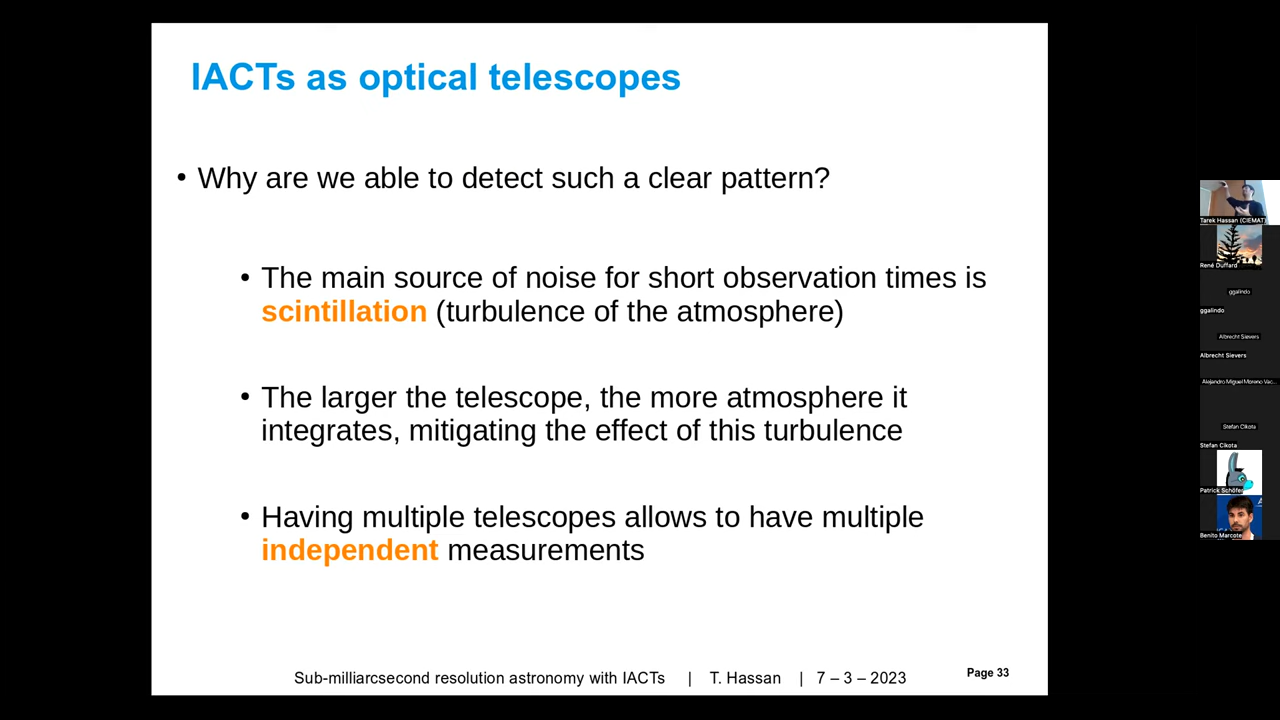 IACTs as optical telescopes
• Why are we able to detect such a clear pattern?
• The main source of noise for short observation times is
scintillation (turbulence of the atmosphere)
• The larger the telescope, the more atmosphere it
integrates, mitigating the effect of this turbulence
• Having multiple telescopes allows to have multiple
independent measurements
Sub-milliarcsecond resolution astronomy with IACTs | T. Hassan | 7 – 3 – 2023
Page 33
Tarek Hassan (CIEMAT)
René Duffard
ggalindo
ggalindo
Albrecht Sievers
Albrecht Sievers
Alejandro Miguel Moreno Vac...
Stefan Cikota
Stefan Cikota
Patrick Schöfer
Benito Marcote